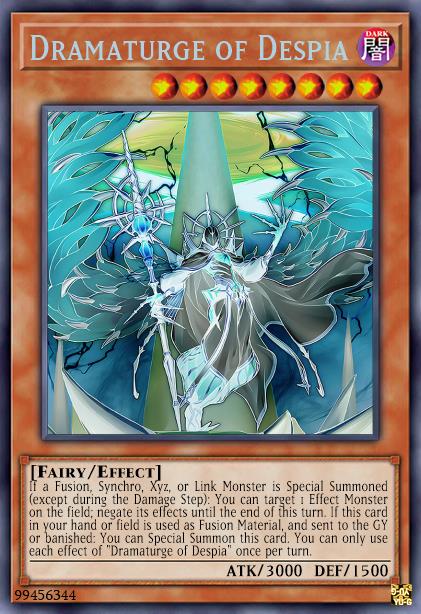 Dramaturge of Despia
DARK
闇
[Fairy/Effect]
If a Fusion, Synchro, Xyz, or Link Monster is Special Summoned
(except during the Damage Step): You can target 1 Effect Monster
on the field; negate its effects until the end of this turn. If this card
in your hand or field is used as Fusion Material, and sent to the GY
or banished: You can Special Summon this card. You can only use
each effect of "Dramaturge of Despia" once per turn.
ATK/3000 DEF/1500
99456344